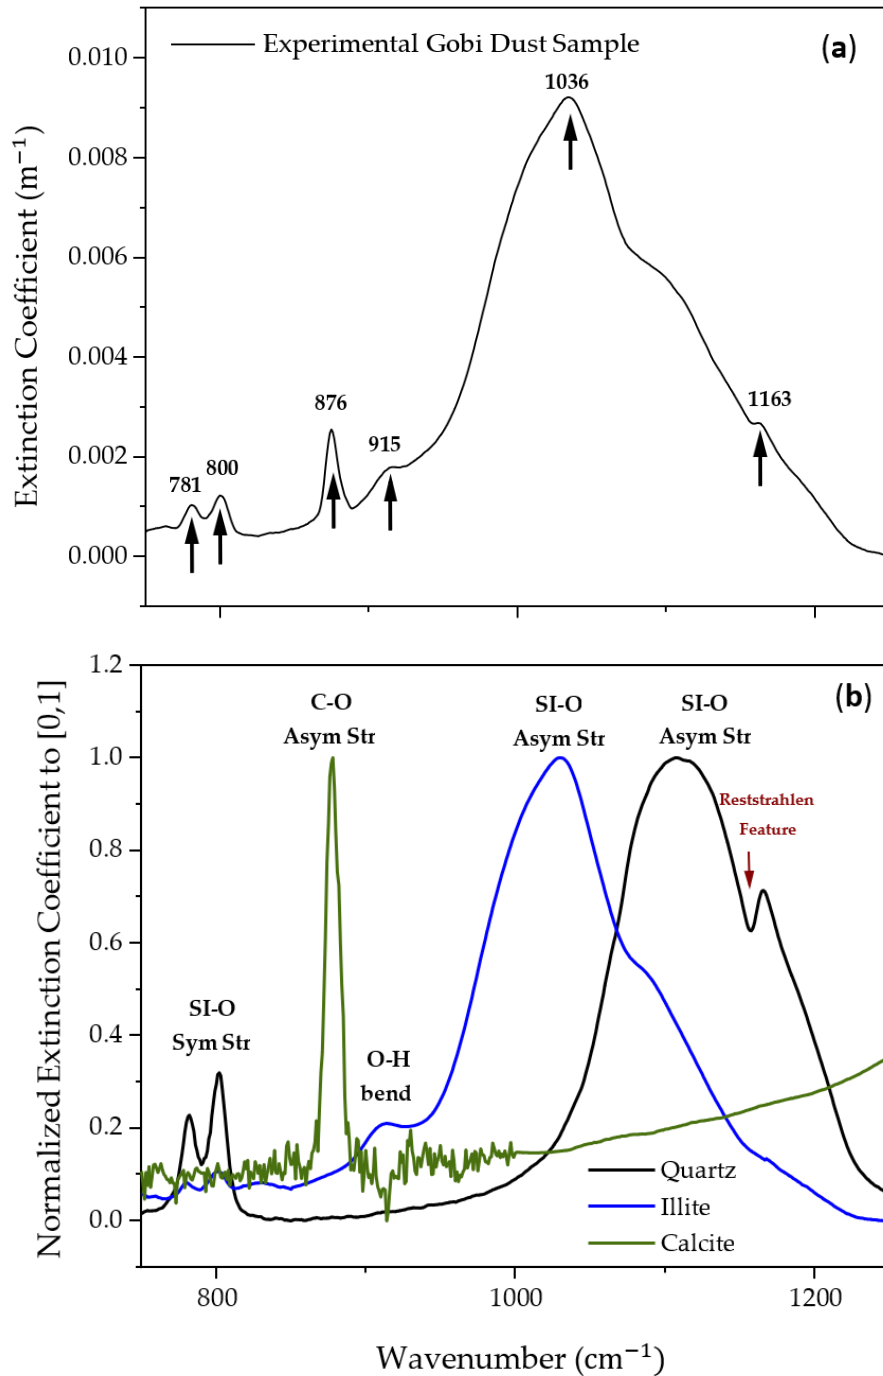 Experimental Gobi Dust Sample
(a)
0.010
0.008
0.006
0.004
0.002
0.000
Extinction Coefficient (m⁻¹)
781
800
876
915
1036
1163
(b)
1.2
1.0
0.8
0.6
0.4
0.2
0.0
Normalized Extinction Coefficient to [0,1]
C-O
Asym Str
SI-O
Asym Str
SI-O
Asym Str
Reststrahlen
Feature
SI-O
Sym Str
O-H
bend
Quartz
Illite
Calcite
800
1000
1200
Wavenumber (cm⁻¹)